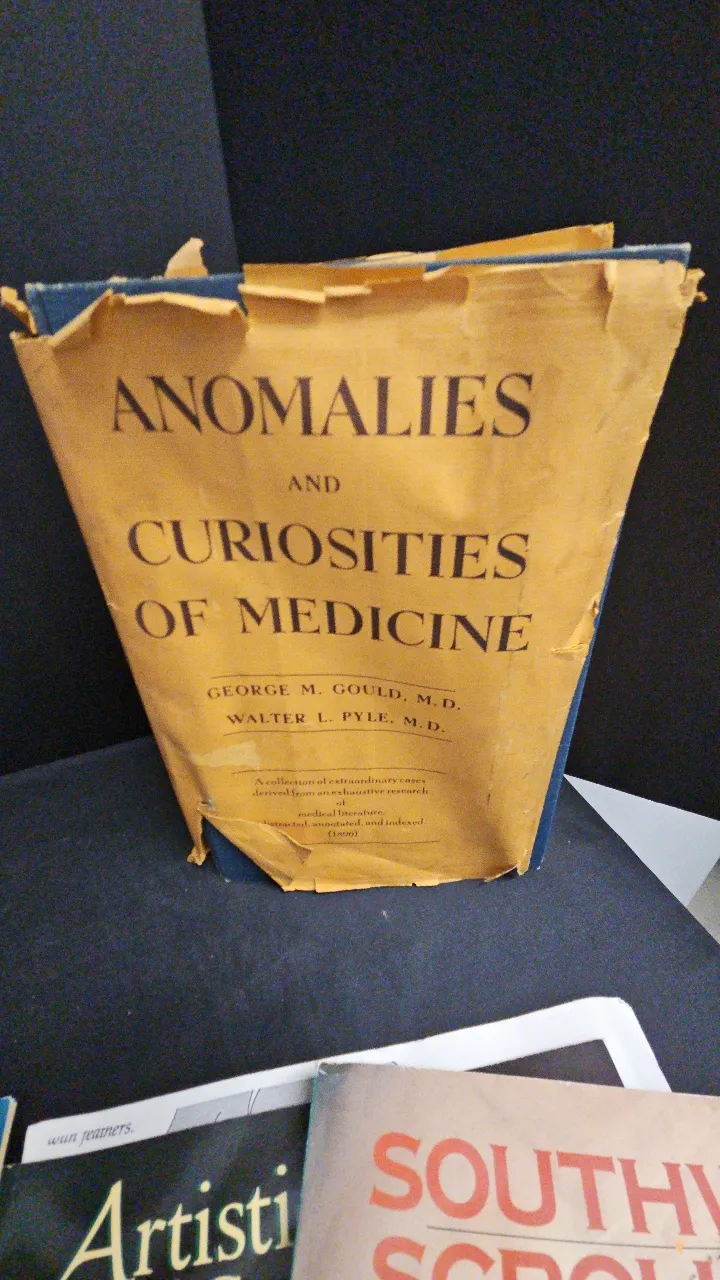 ANOMALIES
AND
CURIOSITIES
OF MEDICINE
GEORGE M. GOULD, M.D.
WALTER L. PYLE, M.D.
A collection of extraordinary cases
derived from an exhaustive research
of
medical literature,
abstracted, annotated, and indexed
(1896)
feathers.
Artisti
SOUTHW
SCROLL